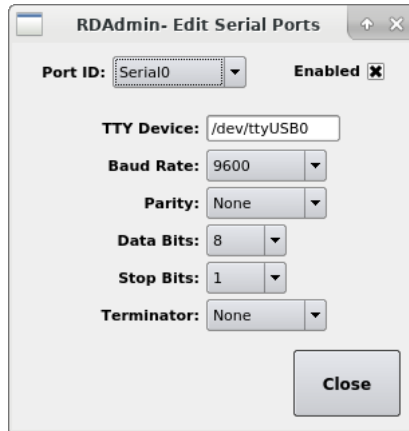 RDAdmin- Edit Serial Ports
Port ID: Serial0 Enabled
TTY Device: /dev/ttyUSB0
Baud Rate: 9600
Parity: None
Data Bits: 8
Stop Bits: 1
Terminator: None
Close